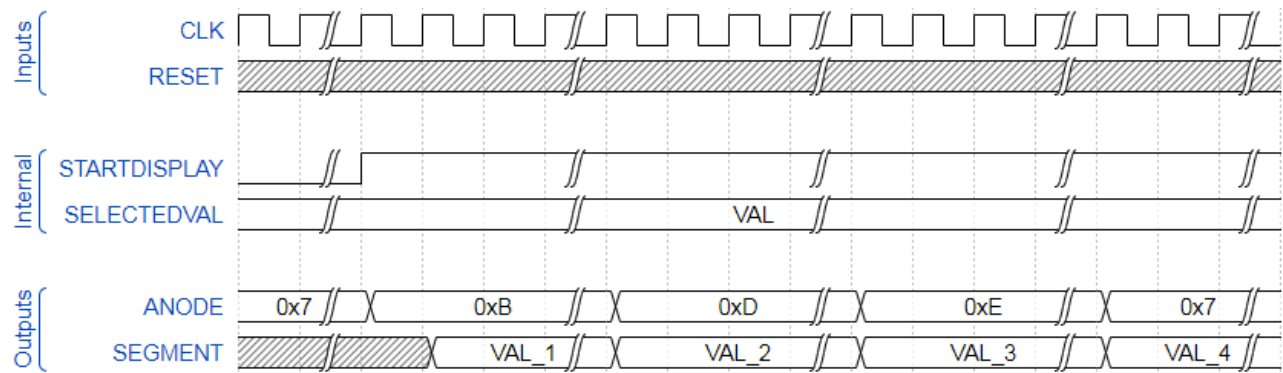 Inputs
CLK
RESET
Internal
STARTDISPLAY
SELECTEDVAL VAL
Outputs
ANODE 0x7 0xB 0xD 0xE 0x7
SEGMENT VAL_1 VAL_2 VAL_3 VAL_4